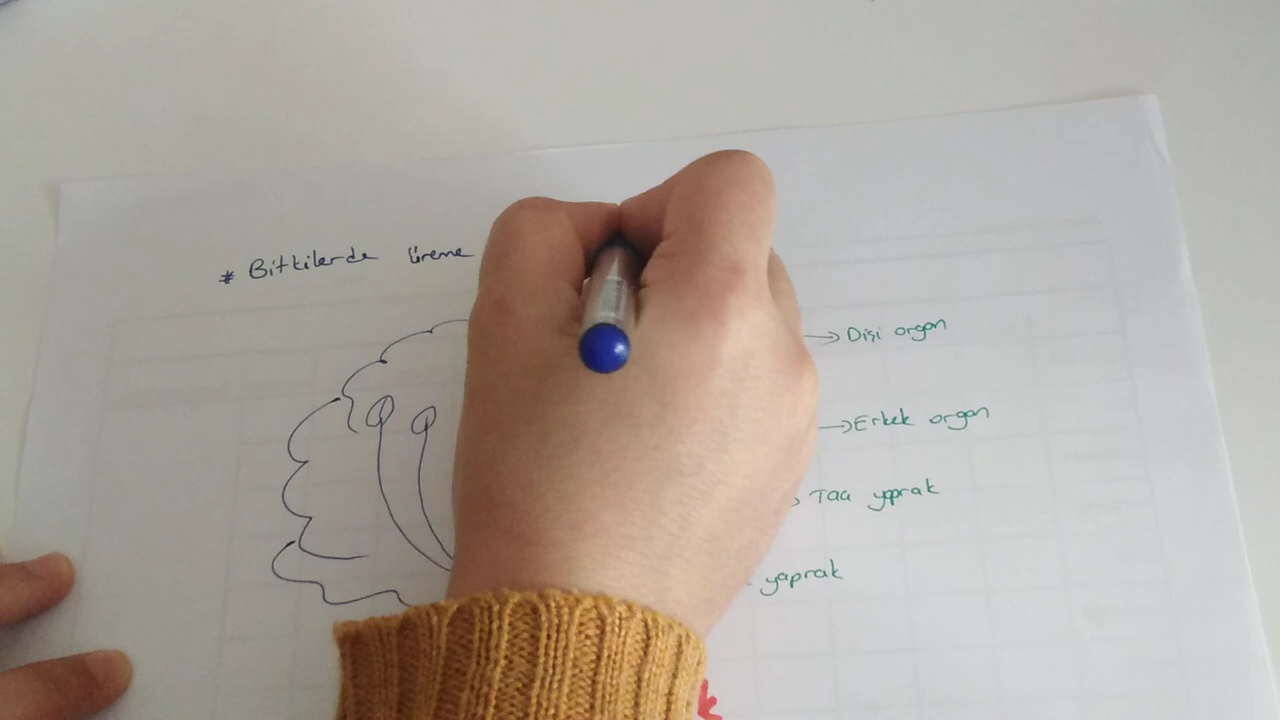 # Bitkilerde üreme
Dişi organ
Erkek organ
Taç yaprak
yaprak
k